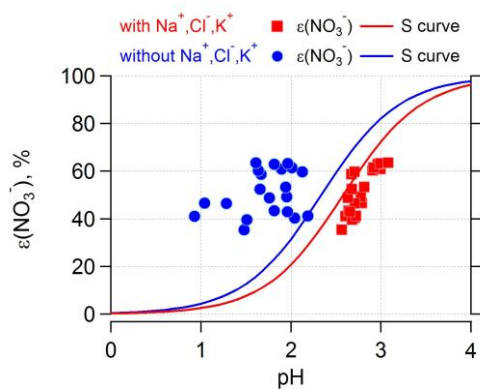 with Na⁺,Cl⁻,K⁺ ε(NO₃⁻) S curve
without Na⁺,Cl⁻,K⁺ ε(NO₃⁻) S curve
100
80
60
40
20
0
ε(NO₃⁻), %
0 1 2 3 4
pH